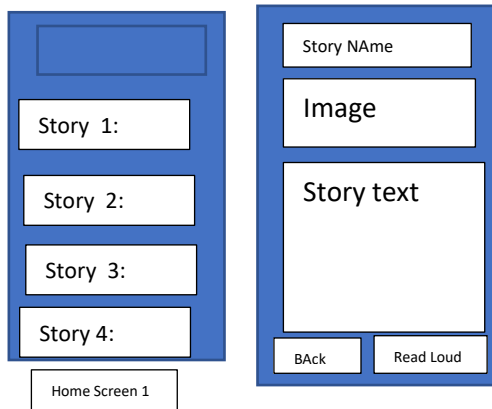 Story 1:
Story 2:
Story 3:
Story 4:
Home Screen 1
Story NAme
Image
Story text
BAck
Read Loud